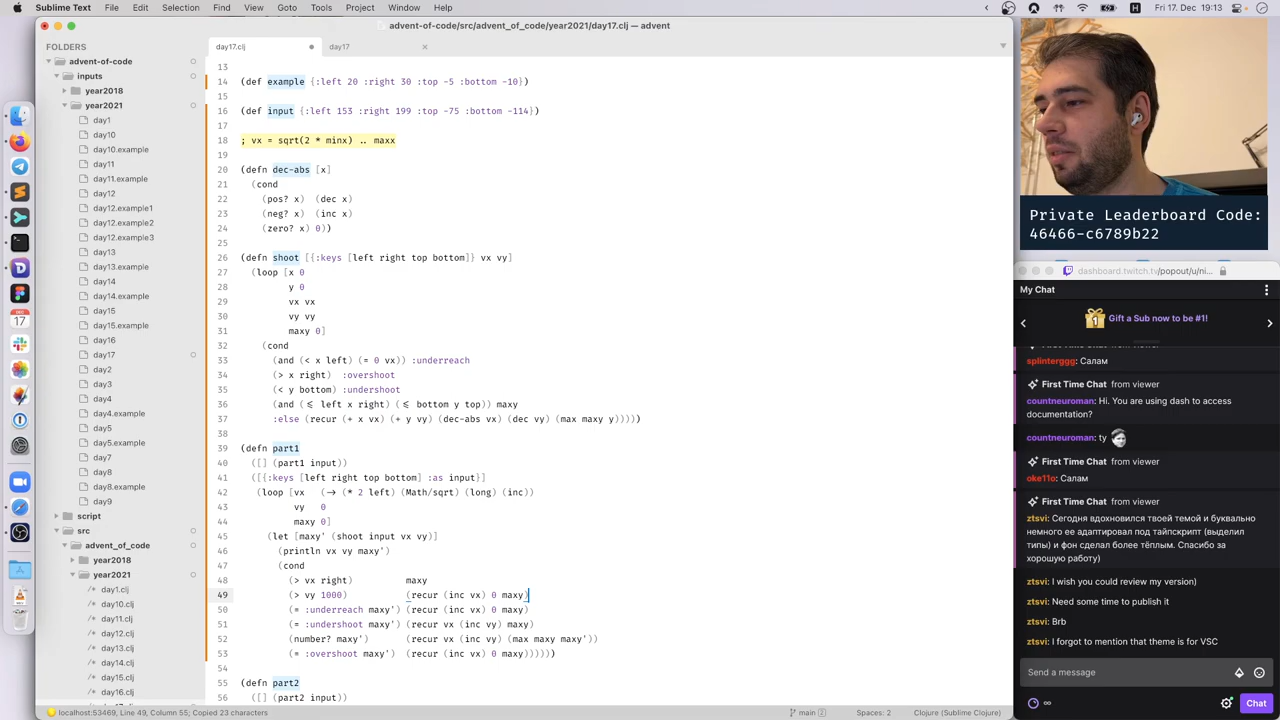 Sublime Text File Edit Selection Find View Goto Tools Project Window Help
Fri 17. Dec 19:13
advent-of-code/src/advent_of_code/year2021/day17.clj — advent
day17.clj
day17
FOLDERS
advent-of-code
inputs
year2018
year2021
day1
day10
day10.example
day11
day11.example
day12
day12.example1
day12.example2
day12.example3
day13
day13.example
day14
day14.example
day15
day15.example
day16
day17
day2
day3
day4
day4.example
day5
day5.example
day7
day8
day8.example
day9
script
src
advent_of_code
year2018
year2021
/* day1.clj
/* day10.clj
/* day11.clj
/* day12.clj
/* day13.clj
/* day14.clj
/* day15.clj
/* day16.clj
13
14 (def example {:left 20 :right 30 :top -5 :bottom -10})
15
16 (def input {:left 153 :right 199 :top -75 :bottom -114})
17
18 ; vx = sqrt(2 * minx) .. maxx
19
20 (defn dec-abs [x]
21 (cond
22 (pos? x) (dec x)
23 (neg? x) (inc x)
24 (zero? x) 0))
25
26 (defn shoot [{:keys [left right top bottom]} vx vy]
27 (loop [x 0
28 y 0
29 vx vx
30 vy vy
31 maxy 0]
32 (cond
33 (and (< x left) (= 0 vx)) :underreach
34 (> x right) :overshoot
35 (< y bottom) :undershoot
36 (and (<= left x right) (<= bottom y top)) maxy
37 :else (recur (+ x vx) (+ y vy) (dec-abs vx) (dec vy) (max maxy y)))))
38
39 (defn part1
40 ([] (part1 input))
41 ([{:keys [left right top bottom] :as input}]
42 (loop [vx (-> (* 2 left) (Math/sqrt) (long) (inc))
43 vy 0
44 maxy 0]
45 (let [maxy' (shoot input vx vy)]
46 (println vx vy maxy')
47 (cond
48 (> vx right) maxy
49 (> vy 1000) (recur (inc vx) 0 maxy)
50 (= :underreach maxy') (recur (inc vx) 0 maxy)
51 (= :undershoot maxy') (recur vx (inc vy) maxy)
52 (number? maxy') (recur vx (inc vy) (max maxy maxy'))
53 (= :overshoot maxy') (recur (inc vx) 0 maxy)))))
54
55 (defn part2
56 ([] (part2 input))
localhost:53469, Line 49, Column 55; Copied 23 characters
main (2)
Spaces: 2
Clojure (Sublime Clojure)
Private Leaderboard Code:
46466-c6789b22
dashboard.twitch.tv/popout/u/ni...
My Chat
Gift a Sub now to be #1!
splinterggg: Салам
First Time Chat from viewer
countneuroman: Hi. You are using dash to access
documentation?
countneuroman: ty
First Time Chat from viewer
oke11o: Салам
First Time Chat from viewer
ztsvi: Сегодня вдохновился твоей темой и буквально
немного ее адаптировал под тайпскрипт (выделил
типы) и фон сделал более тёплым. Спасибо за
хорошую работу)
ztsvi: I wish you could review my version)
ztsvi: Need some time to publish it
ztsvi: Brb
ztsvi: I forgot to mention that theme is for VSC
Send a message
Chat